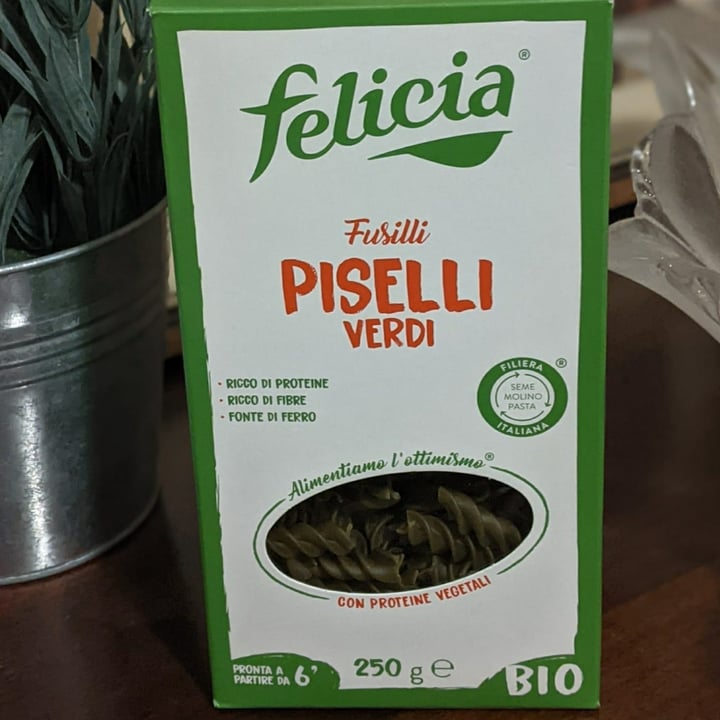 felicia®
Fusilli
PISELLI
VERDI
• RICCO DI PROTEINE
• RICCO DI FIBRE
• FONTE DI FERRO
FILIERA ®
SEME
MOLINO
PASTA
ITALIANA
Alimentiamo l'ottimismo®
CON PROTEINE VEGETALI
PRONTA A
PARTIRE DA 6'
250 g e
BIO